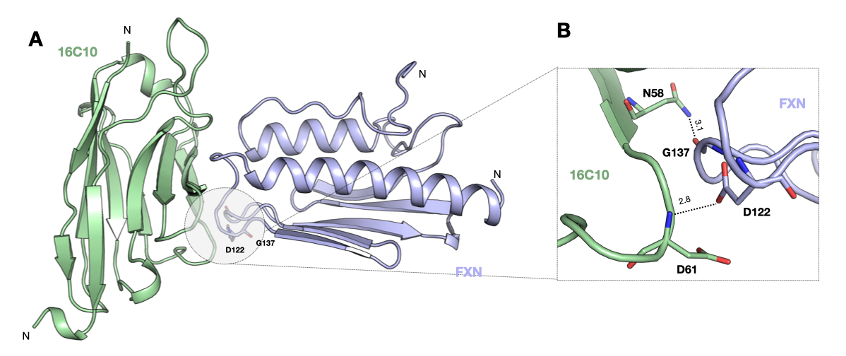 A
16C10
N
N
N
N
D122
G137
FXN
B
N58
FXN
3.1
G137
16C10
2.8
D122
D61